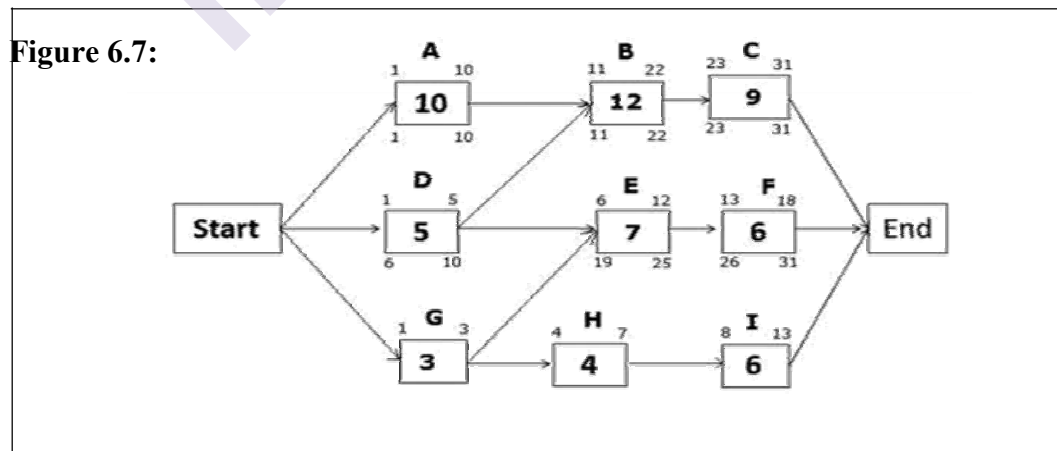 Figure 6.7:
A B C
1 10 11 22 23 31
10 12 9
1 10 11 22 23 31
D E F
1 5 6 12 13 18
Start 5 7 6 End
6 10 19 25 26 31
G H I
1 3 4 7 8 13
3 4 6